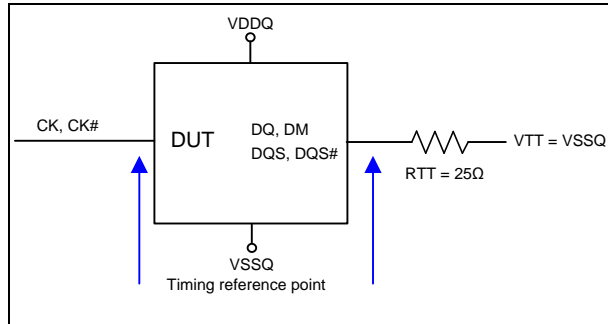 VDDQ
CK, CK#
DUT
DQ, DM
DQS, DQS#
VTT = VSSQ
RTT = 25Ω
VSSQ
Timing reference point